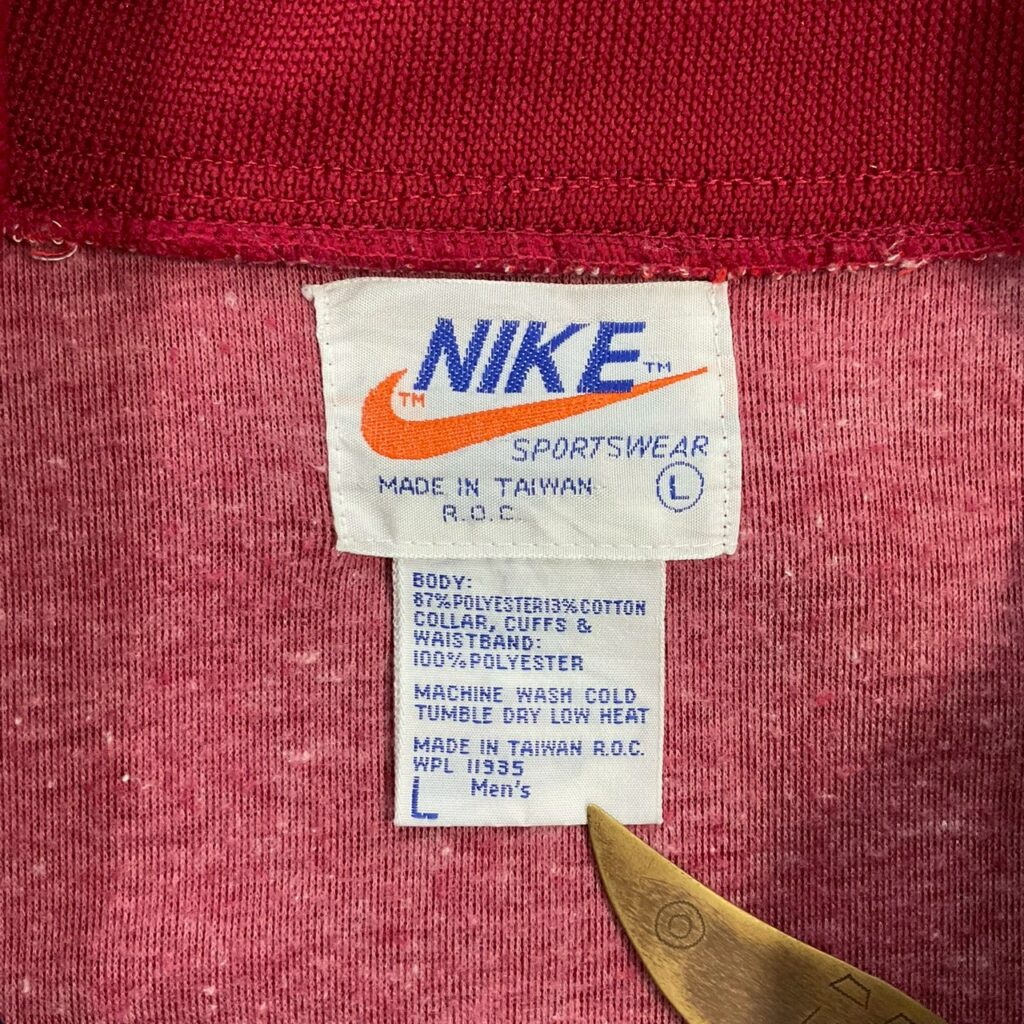 NIKE™
™
SPORTSWEAR
MADE IN TAIWAN
R.O.C.
L
BODY:
87%POLYESTER13%COTTON
COLLAR, CUFFS &
WAISTBAND:
100%POLYESTER
MACHINE WASH COLD
TUMBLE DRY LOW HEAT
MADE IN TAIWAN R.O.C.
WPL 11935
L Men's